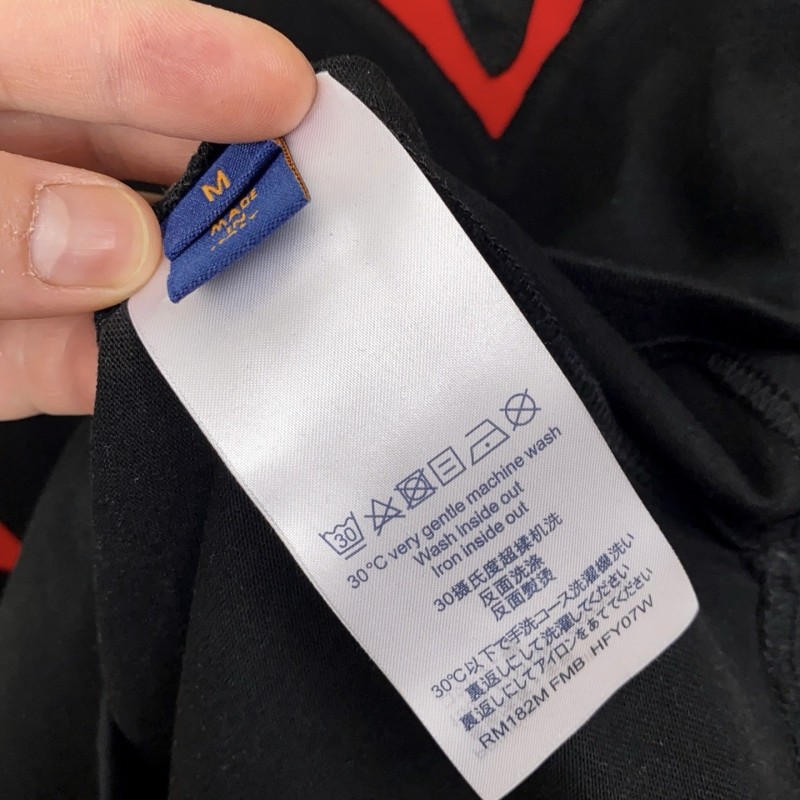 M
MADE
IN
30
30°C very gentle machine wash
Wash inside out
Iron inside out
30摄氏度超揉机洗
反面洗涤
反面熨烫
30℃以下で手洗コース洗濯機洗い
裏返しにして洗濯してください
裏返しにしてアイロンをあててください
RM182M FMB HFY07W